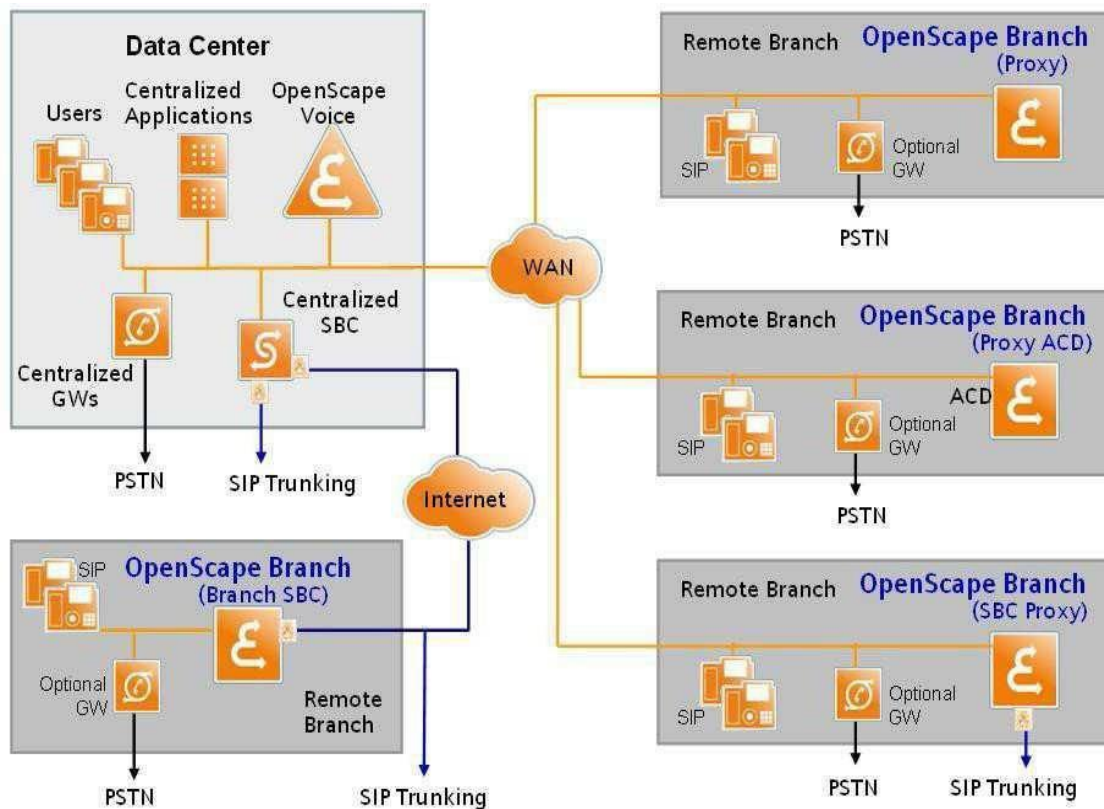 Data Center
Users
Centralized
Applications
OpenScape
Voice
Centralized
GWs
Centralized
SBC
PSTN
SIP Trunking
WAN
Internet
Remote Branch
OpenScape Branch
(Proxy)
SIP
Optional
GW
PSTN
Remote Branch
OpenScape Branch
(Proxy ACD)
ACD
SIP
Optional
GW
PSTN
Remote Branch
OpenScape Branch
(SBC Proxy)
SIP
Optional
GW
PSTN
SIP Trunking
SIP
OpenScape Branch
(Branch SBC)
Optional
GW
Remote
Branch
PSTN
SIP Trunking